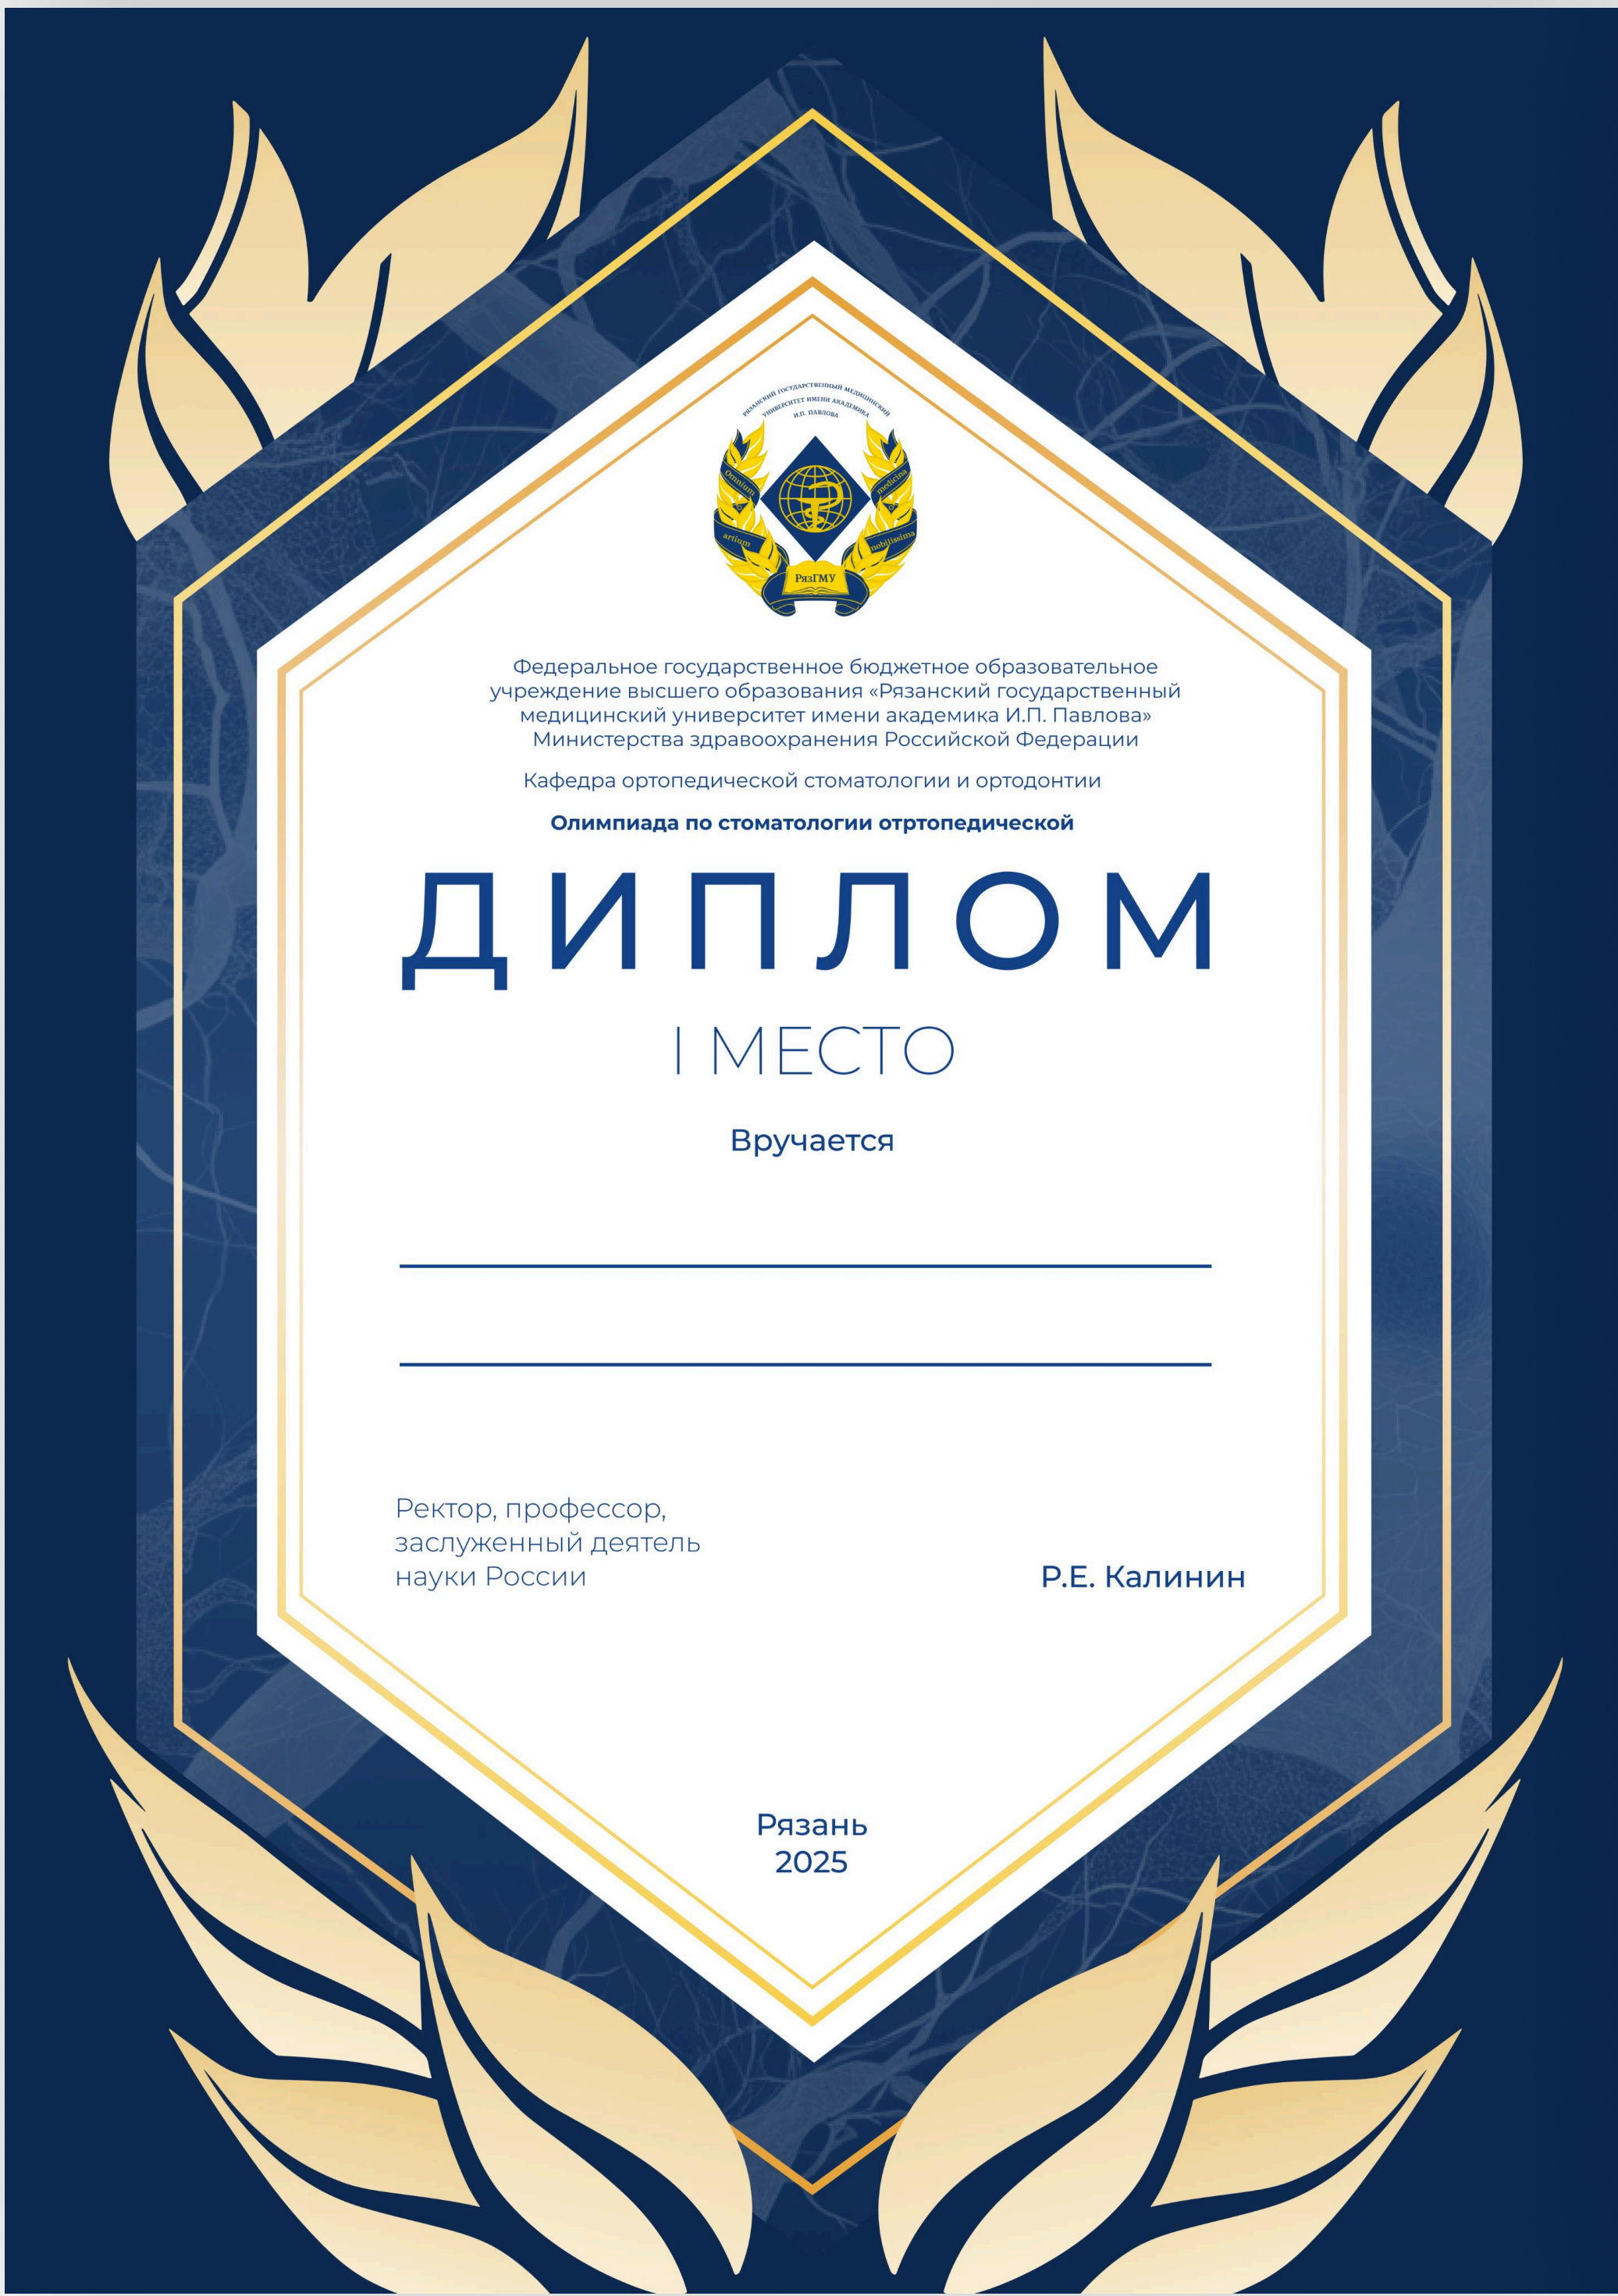 РЯЗАНСКИЙ ГОСУДАРСТВЕННЫЙ МЕДИЦИНСКИЙ
УНИВЕРСИТЕТ ИМЕНИ АКАДЕМИКА
И.П. ПАВЛОВА
Omnium medicina
artium nobilissima
РязГМУ
Федеральное государственное бюджетное образовательное
учреждение высшего образования «Рязанский государственный
медицинский университет имени академика И.П. Павлова»
Министерства здравоохранения Российской Федерации
Кафедра ортопедической стоматологии и ортодонтии
Олимпиада по стоматологии отртопедической
ДИПЛОМ
I МЕСТО
Вручается
Ректор, профессор,
заслуженный деятель
науки России
Р.Е. Калинин
Рязань
2025